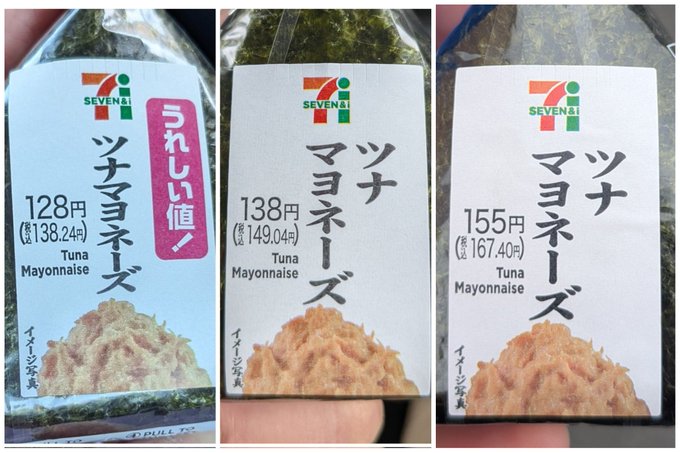 SEVEN&i
うれしい値!
ツナマヨネーズ
128円
(税込138.24円)
Tuna
Mayonnaise
イメージ写真
PULL TO
SEVEN&i
ツナ
マヨネーズ
138円
(税込149.04円)
Tuna
Mayonnaise
イメージ写真
SEVEN&i
ツナ
マヨネーズ
155円
(税込167.40円)
Tuna
Mayonnaise
イメージ写真